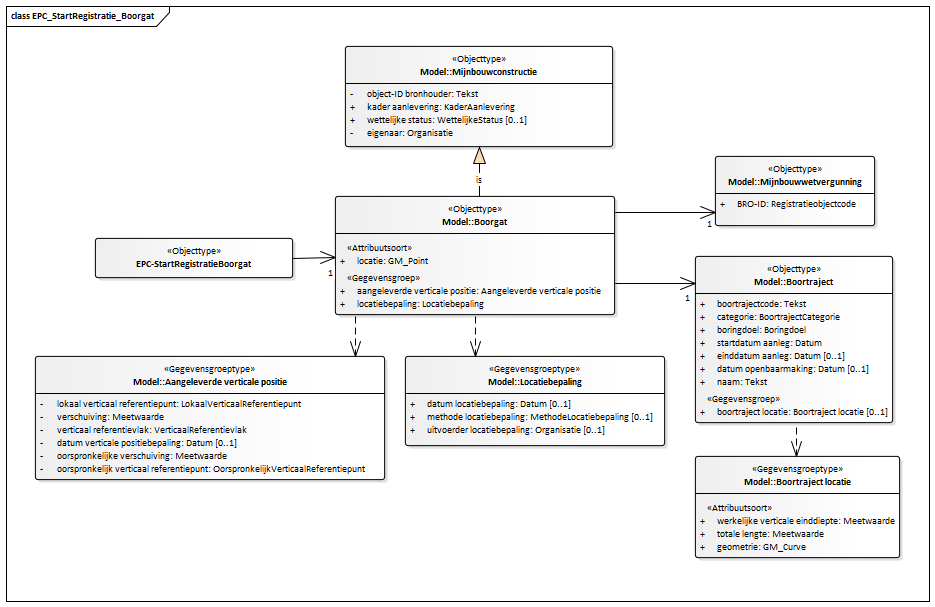 class EPC_StartRegistratie_Boorgat
«Objecttype»
Model::Mijnbouwconstructie
- object-ID bronhouder: Tekst
+ kader aanlevering: KaderAanlevering
+ wettelijke status: WettelijkeStatus [0..1]
- eigenaar: Organisatie
is
«Objecttype»
Model::Mijnbouwwetvergunning
+ BRO-ID: Registratieobjectcode
1
«Objecttype»
Model::Boorgat
«Attribuutsoort»
+ locatie: GM_Point
«Gegevensgroep»
+ aangeleverde verticale positie: Aangeleverde verticale positie
+ locatiebepaling: Locatiebepaling
«Objecttype»
EPC-StartRegistratieBoorgat
1
1
«Objecttype»
Model::Boortraject
+ boortrajectcode: Tekst
+ categorie: BoortrajectCategorie
+ boringdoel: Boringdoel
+ startdatum aanleg: Datum
+ einddatum aanleg: Datum [0..1]
+ datum openbaarmaking: Datum [0..1]
+ naam: Tekst
«Gegevensgroep»
+ boortraject locatie: Boortraject locatie [0..1]
«Gegevensgroeptype»
Model::Aangeleverde verticale positie
- lokaal verticaal referentiepunt: LokaalVerticaalReferentiepunt
- verschuiving: Meetwaarde
- verticaal referentievlak: VerticaalReferentievlak
- datum verticale positiebepaling: Datum [0..1]
- oorspronkelijke verschuiving: Meetwaarde
- oorspronkelijk verticaal referentiepunt: OorspronkelijkVerticaalReferentiepunt
«Gegevensgroeptype»
Model::Locatiebepaling
+ datum locatiebepaling: Datum [0..1]
+ methode locatiebepaling: MethodeLocatiebepaling [0..1]
+ uitvoerder locatiebepaling: Organisatie [0..1]
«Gegevensgroeptype»
Model::Boortraject locatie
«Attribuutsoort»
+ werkelijke verticale einddiepte: Meetwaarde
+ totale lengte: Meetwaarde
+ geometrie: GM_Curve